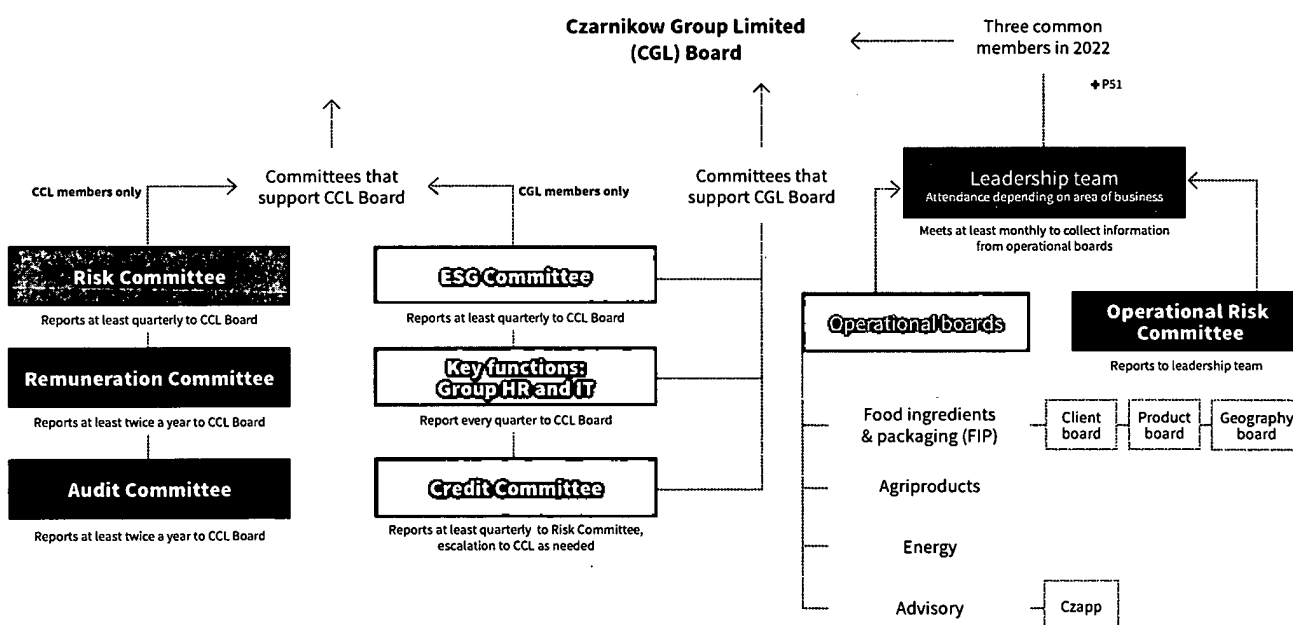 Czarnikow Group Limited
(CGL) Board
Three common
members in 2022
+P51
CCL members only
Committees that
support CCL Board
CGL members only
Committees that
support CGL Board
Leadership team
Attendance depending on area of business
Meets at least monthly to collect information
from operational boards
Risk Committee
Reports at least quarterly to CCL Board
Remuneration Committee
Reports at least twice a year to CCL Board
Audit Committee
Reports at least twice a year to CCL Board
ESG Committee
Reports at least quarterly to CCL Board
Key functions:
Group HR and IT
Report every quarter to CCL Board
Credit Committee
Reports at least quarterly to Risk Committee,
escalation to CCL as needed
Operational boards
Operational Risk
Committee
Reports to leadership team
Food ingredients
& packaging (FIP)
Client
board
Product
board
Geography
board
Agriproducts
Energy
Advisory
Czapp